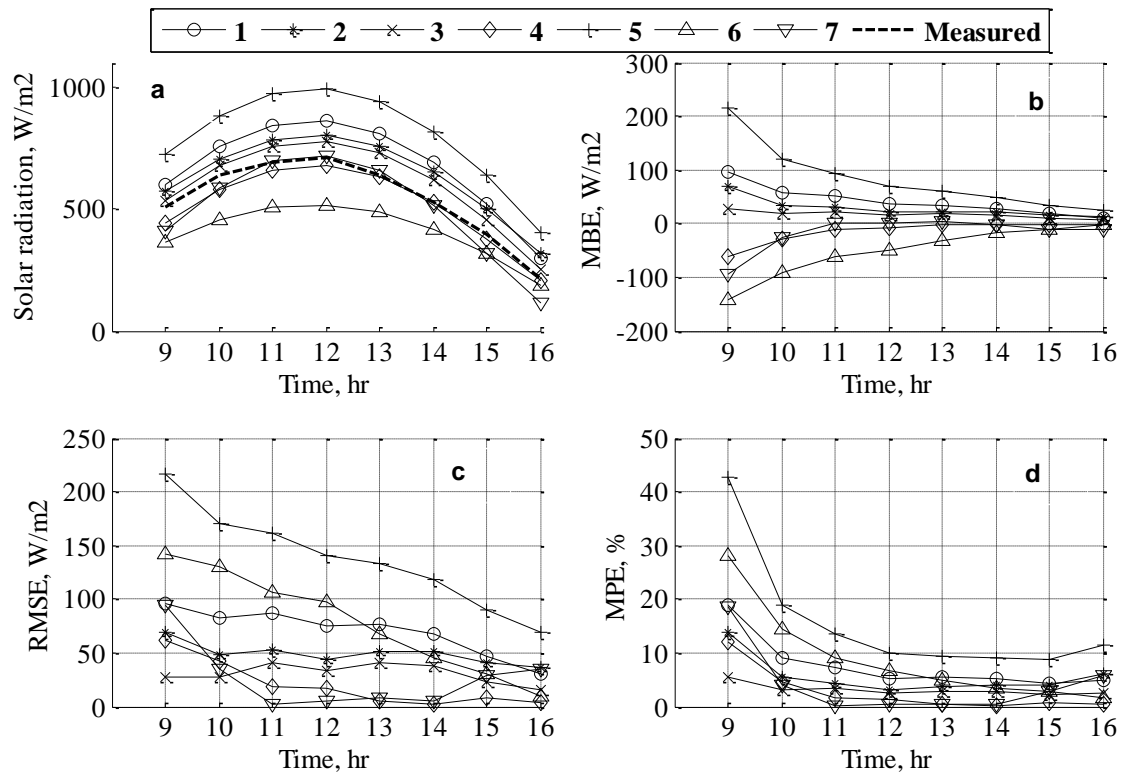 1 2 3 4 5 6 7 Measured
a
Solar radiation, W/m2
1000
500
0
9 10 11 12 13 14 15 16
Time, hr
b
MBE, W/m2
300
200
100
0
-100
-200
9 10 11 12 13 14 15 16
Time, hr
c
RMSE, W/m2
250
200
150
100
50
0
9 10 11 12 13 14 15 16
Time, hr
d
MPE, %
50
40
30
20
10
0
9 10 11 12 13 14 15 16
Time, hr